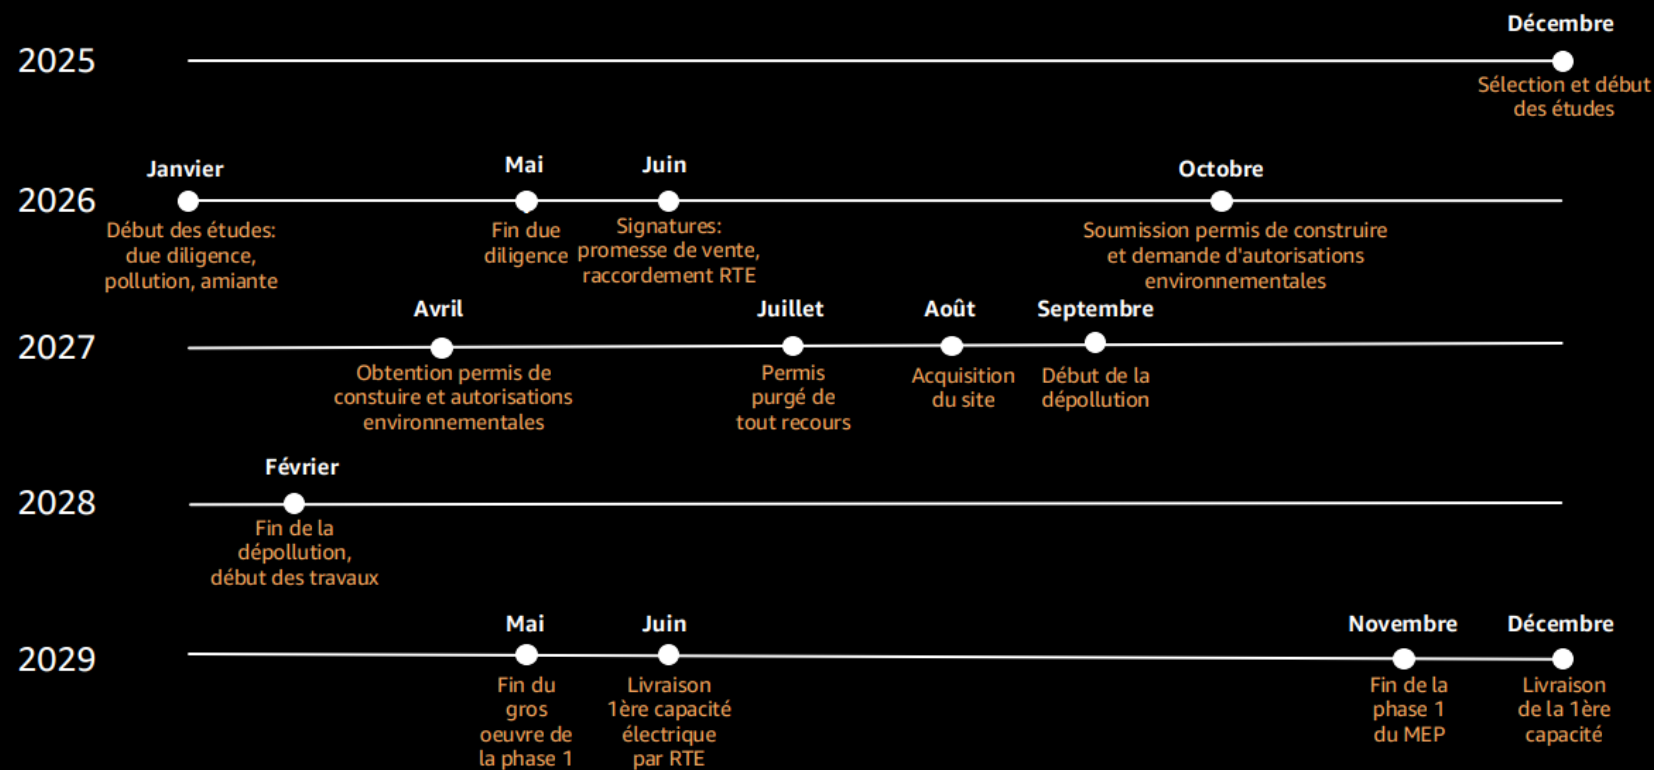 Décembre
2025
Sélection et début
des études
Janvier
Mai
Juin
Octobre
2026
Début des études:
due diligence,
pollution, amiante
Fin due
diligence
Signatures:
promesse de vente,
raccordement RTE
Soumission permis de construire
et demande d'autorisations
environnementales
Avril
Juillet
Août
Septembre
2027
Obtention permis de
constuire et autorisations
environnementales
Permis
purgé de
tout recours
Acquisition
du site
Début de la
dépollution
Février
2028
Fin de la
dépollution,
début des travaux
Mai
Juin
Novembre
Décembre
2029
Fin du
gros
oeuvre de
la phase 1
Livraison
1ère capacité
électrique
par RTE
Fin de la
phase 1
du MEP
Livraison
de la 1ère
capacité